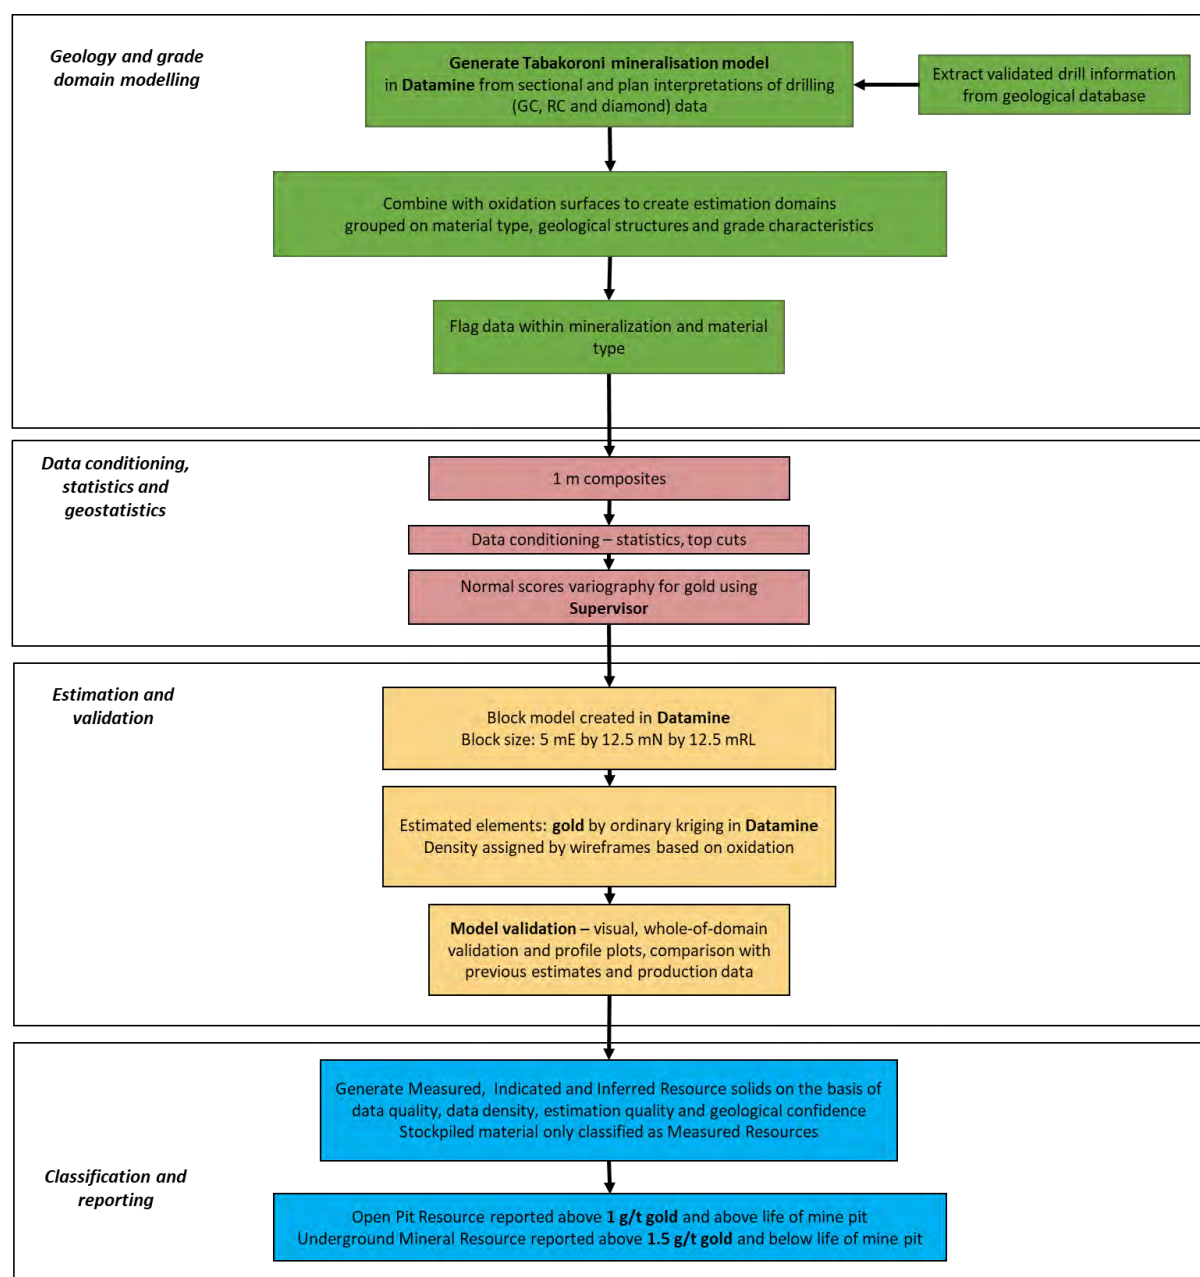 Geology and grade
domain modelling
Generate Tabakoroni mineralisation model
in Datamine from sectional and plan interpretations of drilling
(GC, RC and diamond) data
Extract validated drill information
from geological database
Combine with oxidation surfaces to create estimation domains
grouped on material type, geological structures and grade characteristics
Flag data within mineralization and material
type
Data conditioning,
statistics and
geostatistics
1 m composites
Data conditioning – statistics, top cuts
Normal scores variography for gold using
Supervisor
Estimation and
validation
Block model created in Datamine
Block size: 5 mE by 12.5 mN by 12.5 mRL
Estimated elements: gold by ordinary kriging in Datamine
Density assigned by wireframes based on oxidation
Model validation – visual, whole-of-domain
validation and profile plots, comparison with
previous estimates and production data
Classification and
reporting
Generate Measured, Indicated and Inferred Resource solids on the basis of
data quality, data density, estimation quality and geological confidence
Stockpiled material only classified as Measured Resources
Open Pit Resource reported above 1 g/t gold and above life of mine pit
Underground Mineral Resource reported above 1.5 g/t gold and below life of mine pit